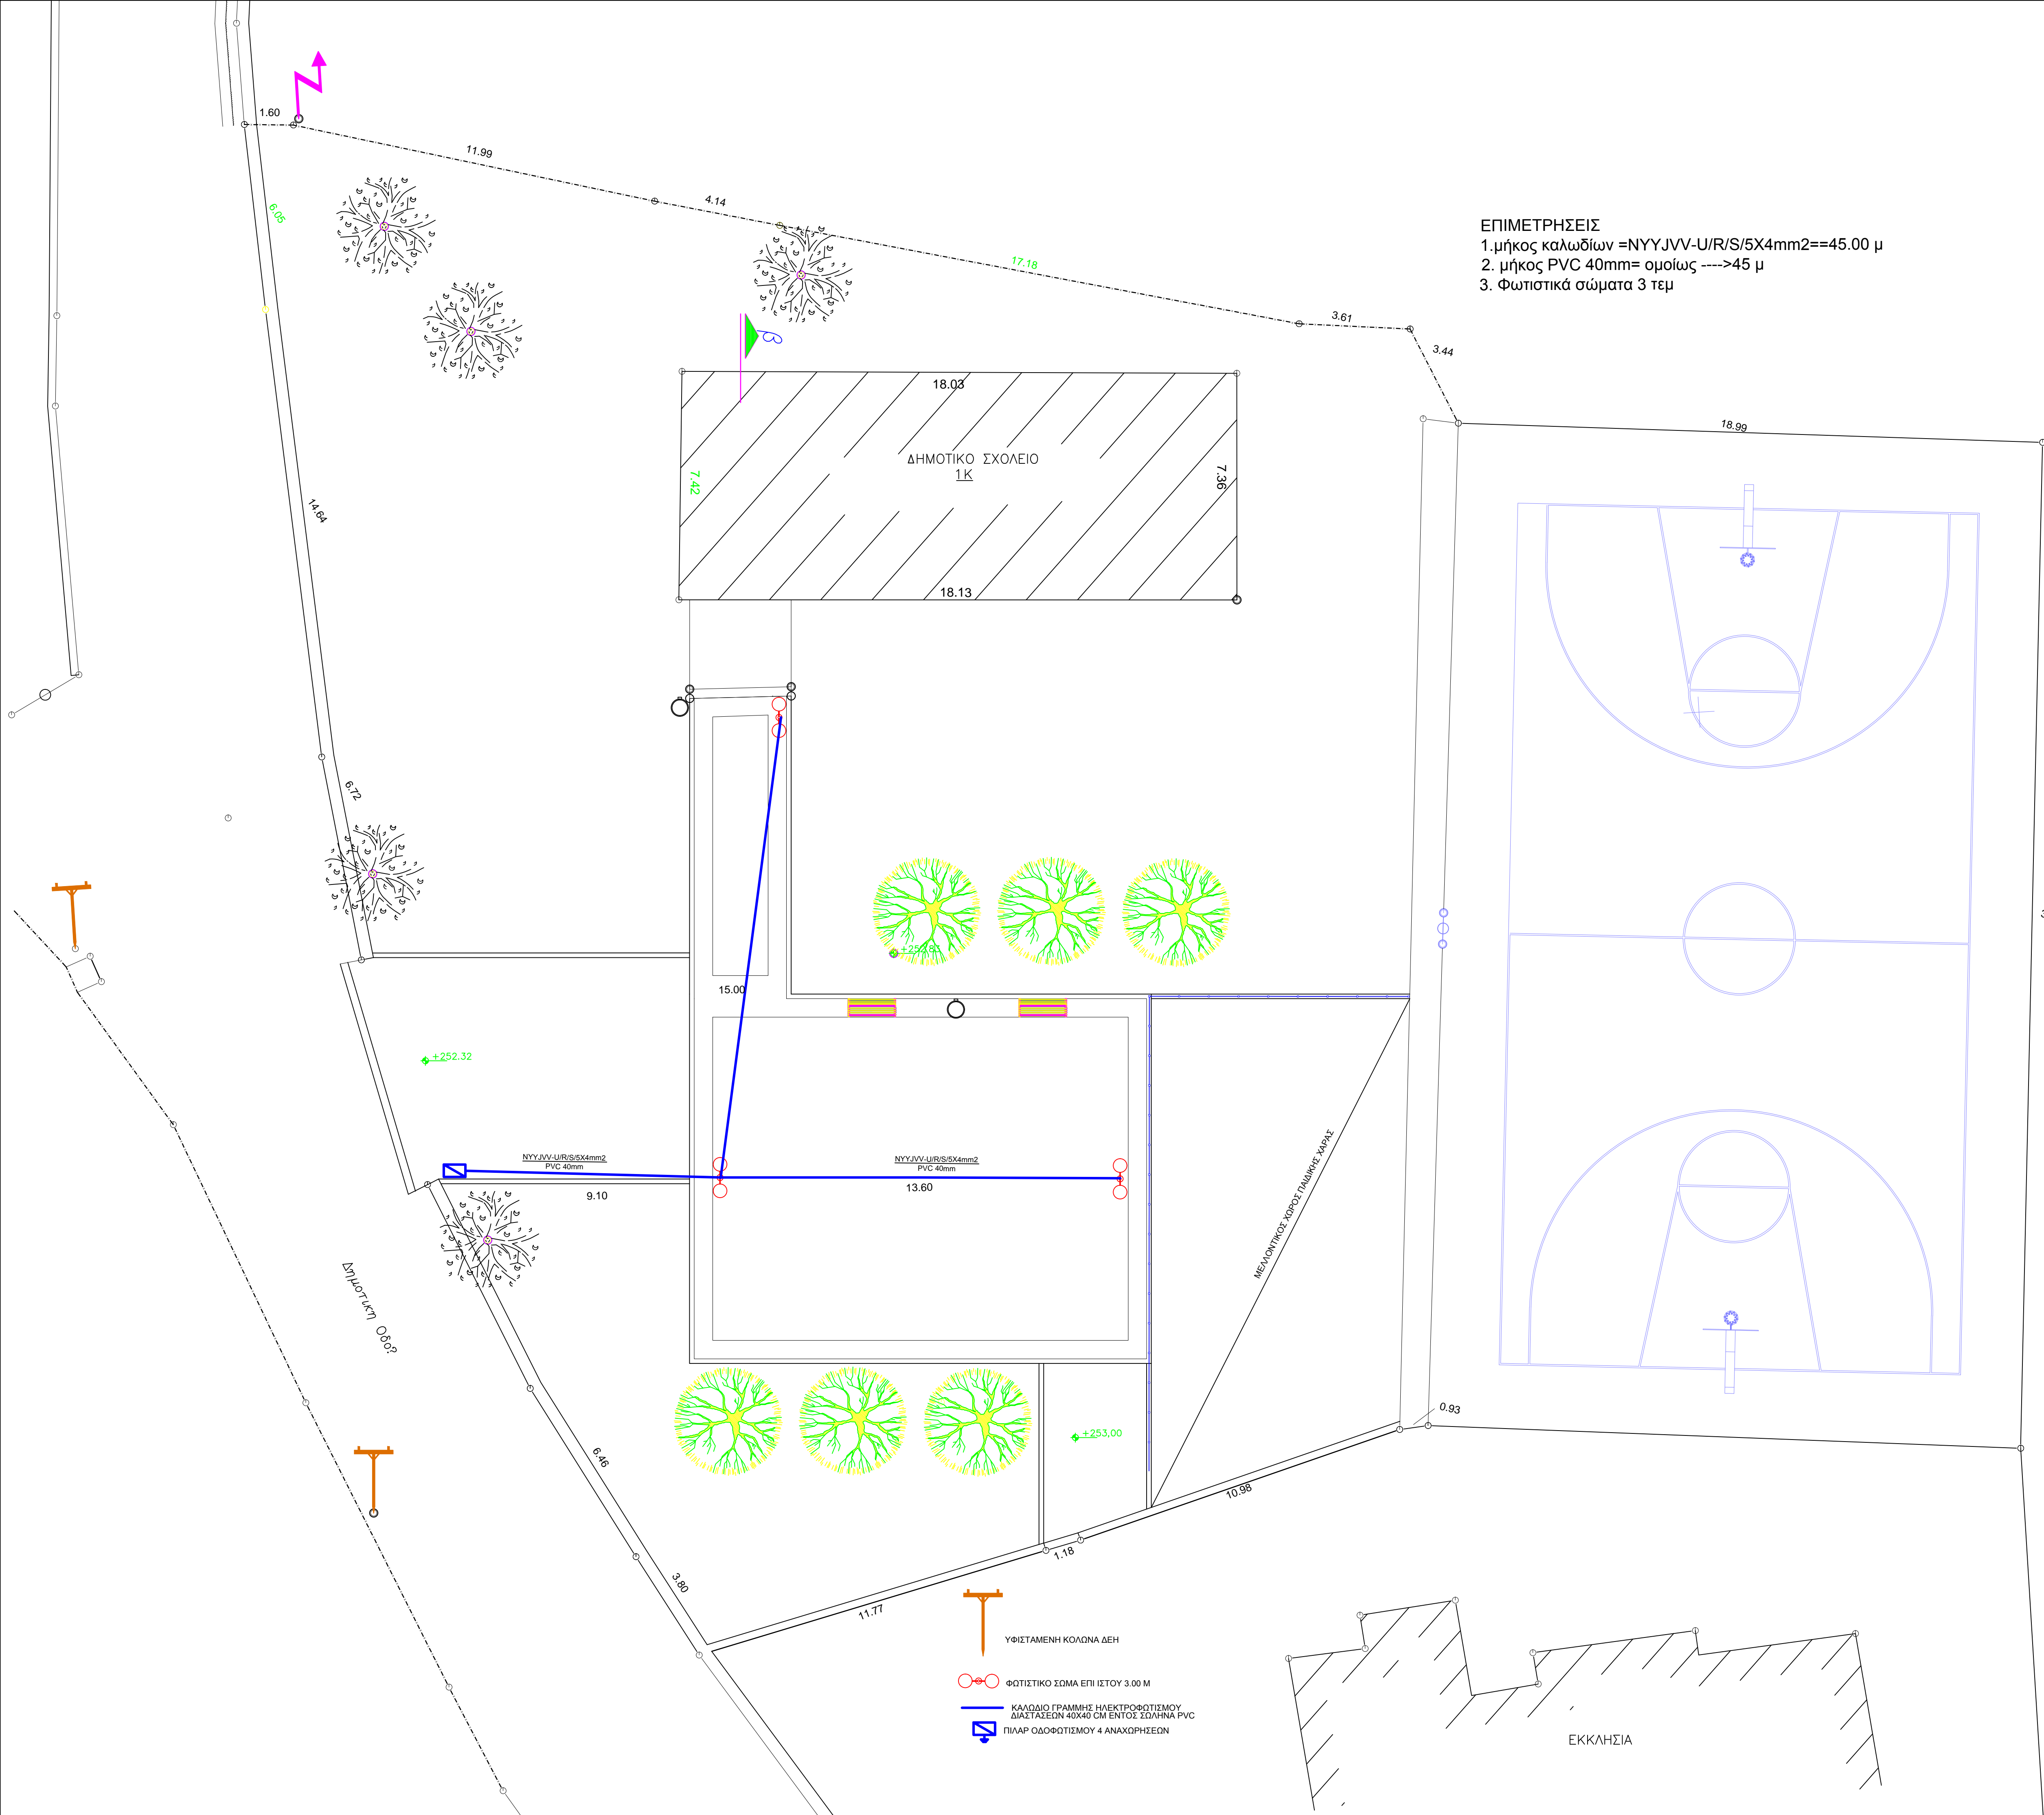 1.60
11.99
4.14
17.18
3.61
3.44
6.05
ΕΠΙΜΕΤΡΗΣΕΙΣ
1.μήκος καλωδίων =NYYJVV-U/R/S/5X4mm2==45.00 μ
2. μήκος PVC 40mm= ομοίως ---->45 μ
3. Φωτιστικά σώματα 3 τεμ
18.03
18.99
ΔΗΜΟΤΙΚΟ ΣΧΟΛΕΙΟ
1Κ
7.42
7.36
14.64
18.13
6.72
15.00
+252.32
NYYJVV-U/R/S/5X4mm2
PVC 40mm
9.10
NYYJVV-U/R/S/5X4mm2
PVC 40mm
13.60
ΜΕΛΛΟΝΤΙΚΟΣ ΧΩΡΟΣ ΠΑΙΔΙΚΗΣ ΧΑΡΑΣ
Δημοτικη Οδο?
0.93
+253,00
6.46
10.98
1.18
3.80
11.77
ΥΦΙΣΤΑΜΕΝΗ ΚΟΛΩΝΑ ΔΕΗ
ΦΩΤΙΣΤΙΚΟ ΣΩΜΑ ΕΠΙ ΙΣΤΟΥ 3.00 Μ
ΚΑΛΩΔΙΟ ΓΡΑΜΜΗΣ ΗΛΕΚΤΡΟΦΩΤΙΣΜΟΥ
ΔΙΑΣΤΑΣΕΩΝ 40Χ40 CM ΕΝΤΟΣ ΣΩΛΗΝΑ PVC
ΠΙΛΑΡ ΟΔΟΦΩΤΙΣΜΟΥ 4 ΑΝΑΧΩΡΗΣΕΩΝ
ΕΚΚΛΗΣΙΑ